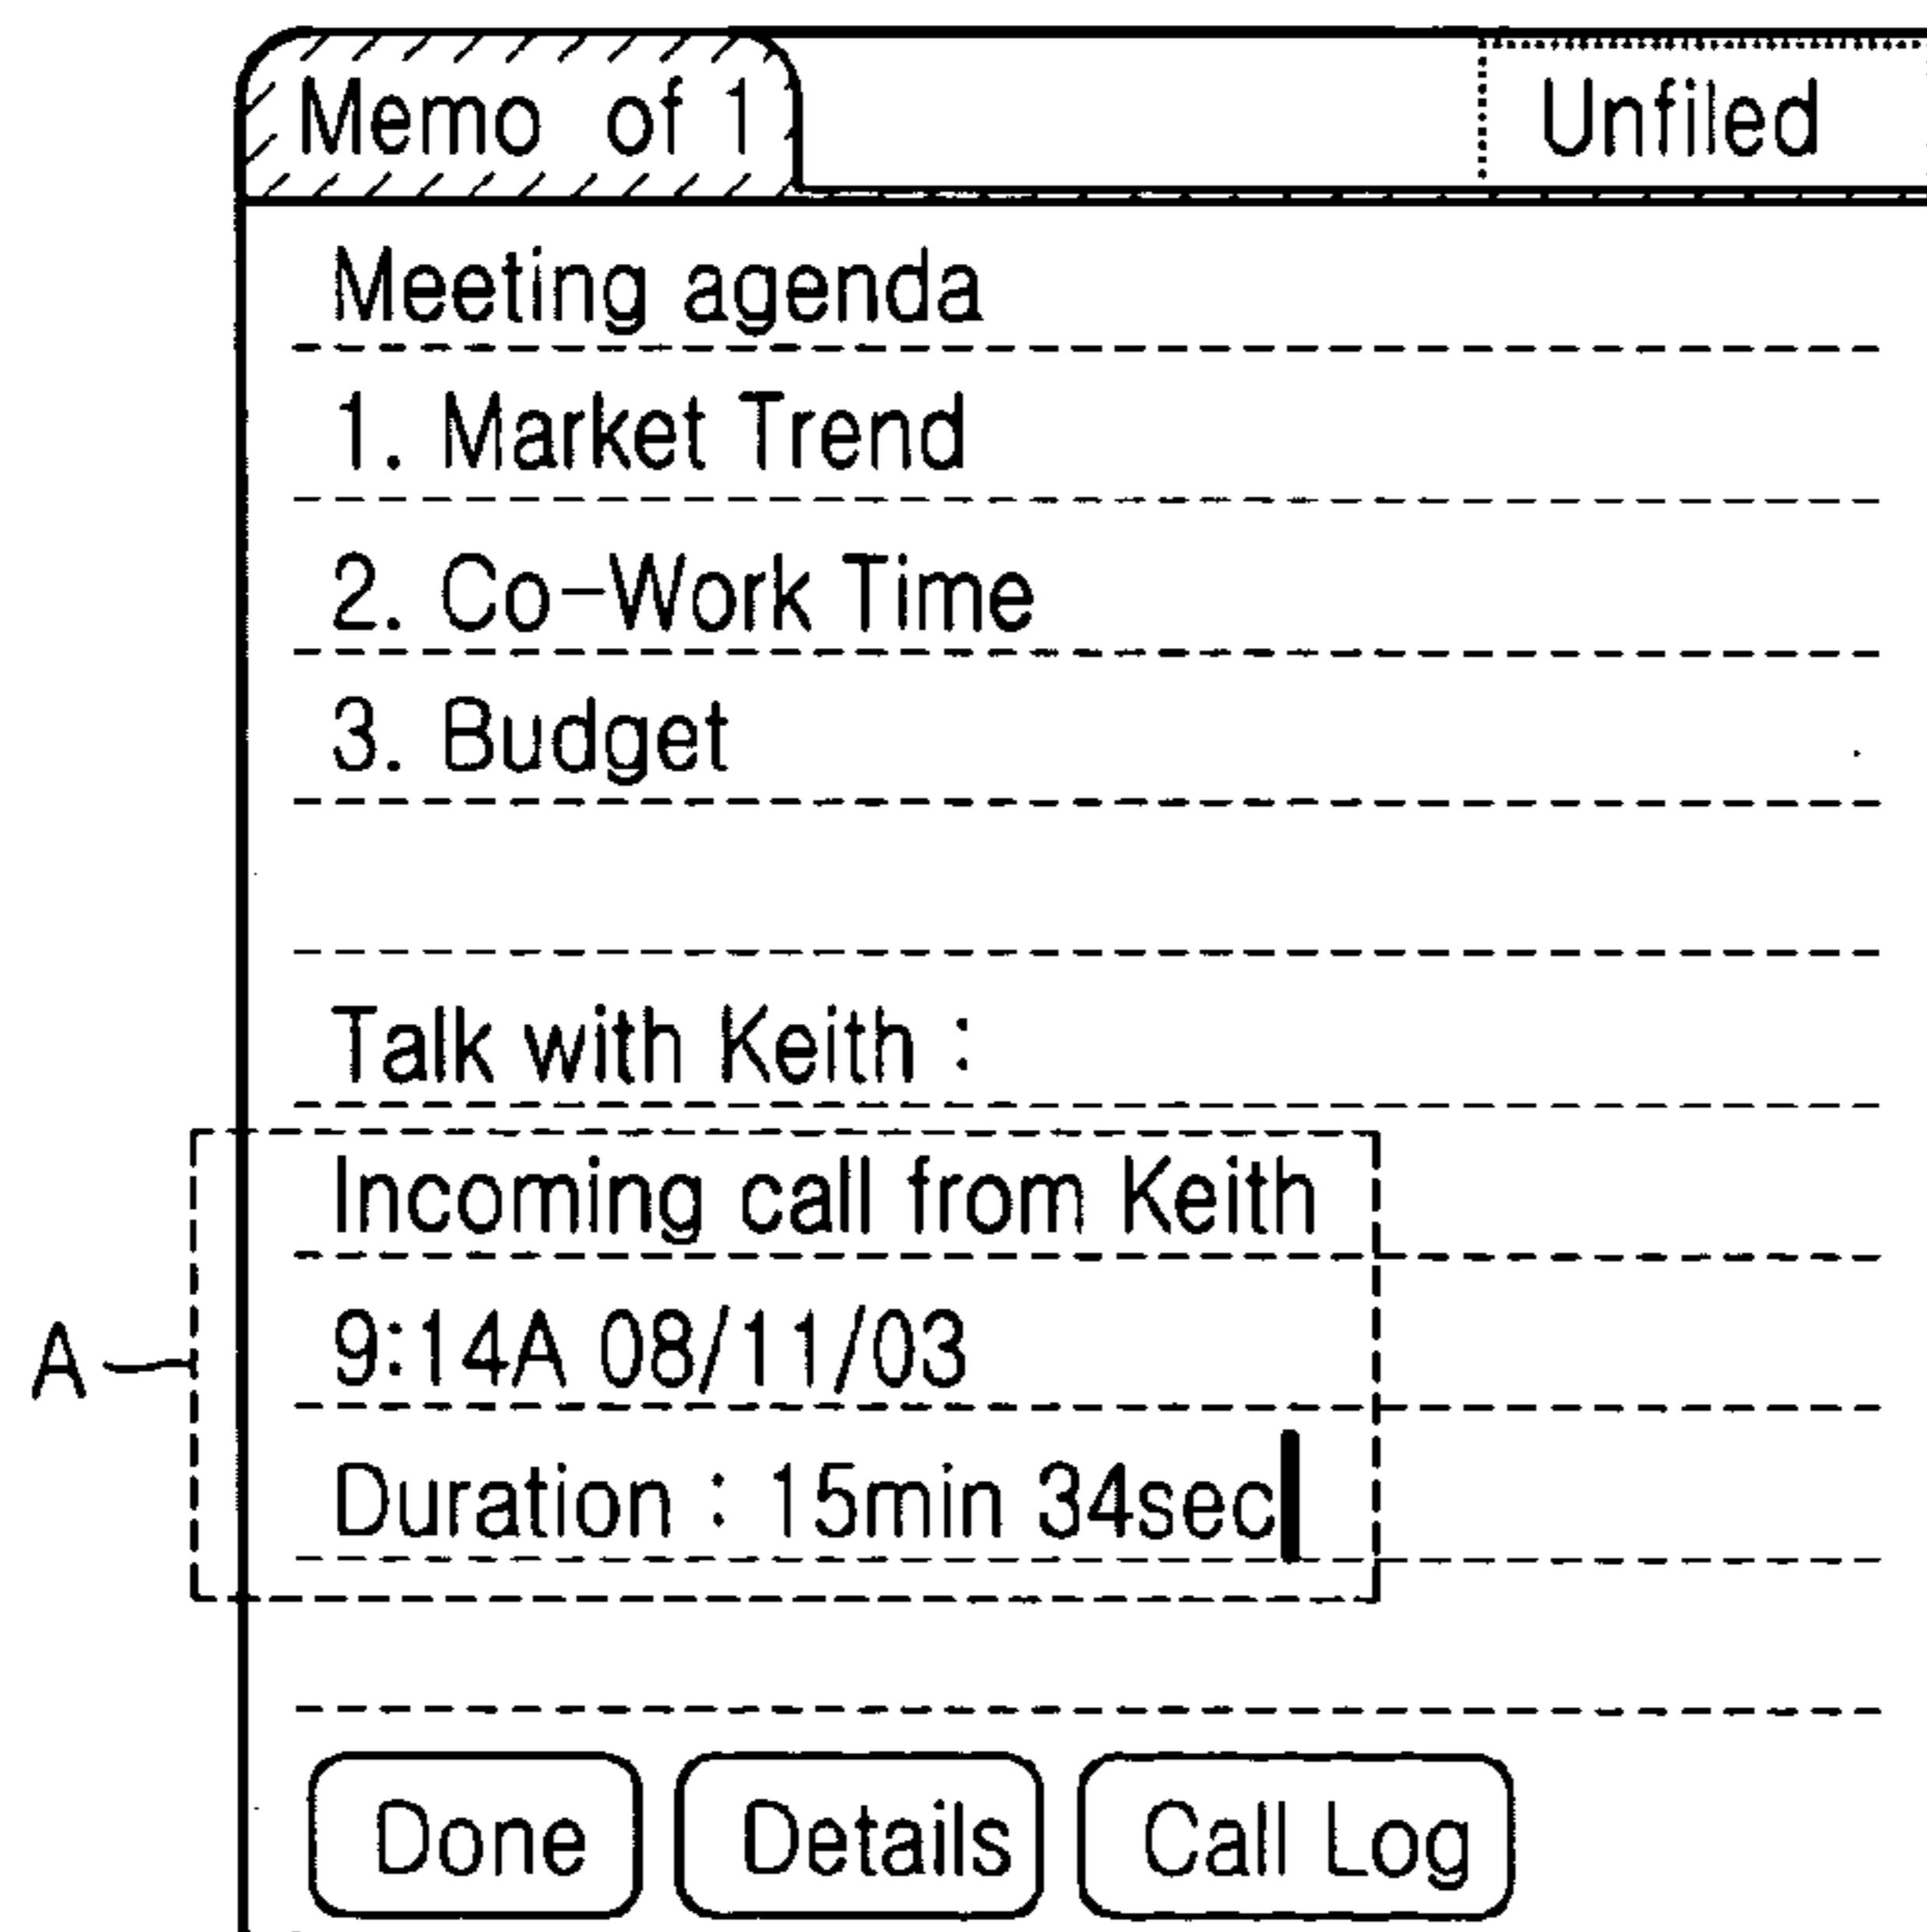 Memo of 1 Unfiled
Meeting agenda
1. Market Trend
2. Co-Work Time
3. Budget
Talk with Keith :
Incoming call from Keith
9:14A 08/11/03
A
Duration : 15min 34sec
Done Details Call Log